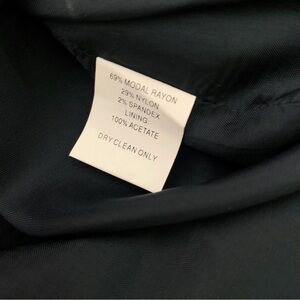 69% MODAL RAYON
29% NYLON
2% SPANDEX
LINING:
100% ACETATE
DRY CLEAN ONLY